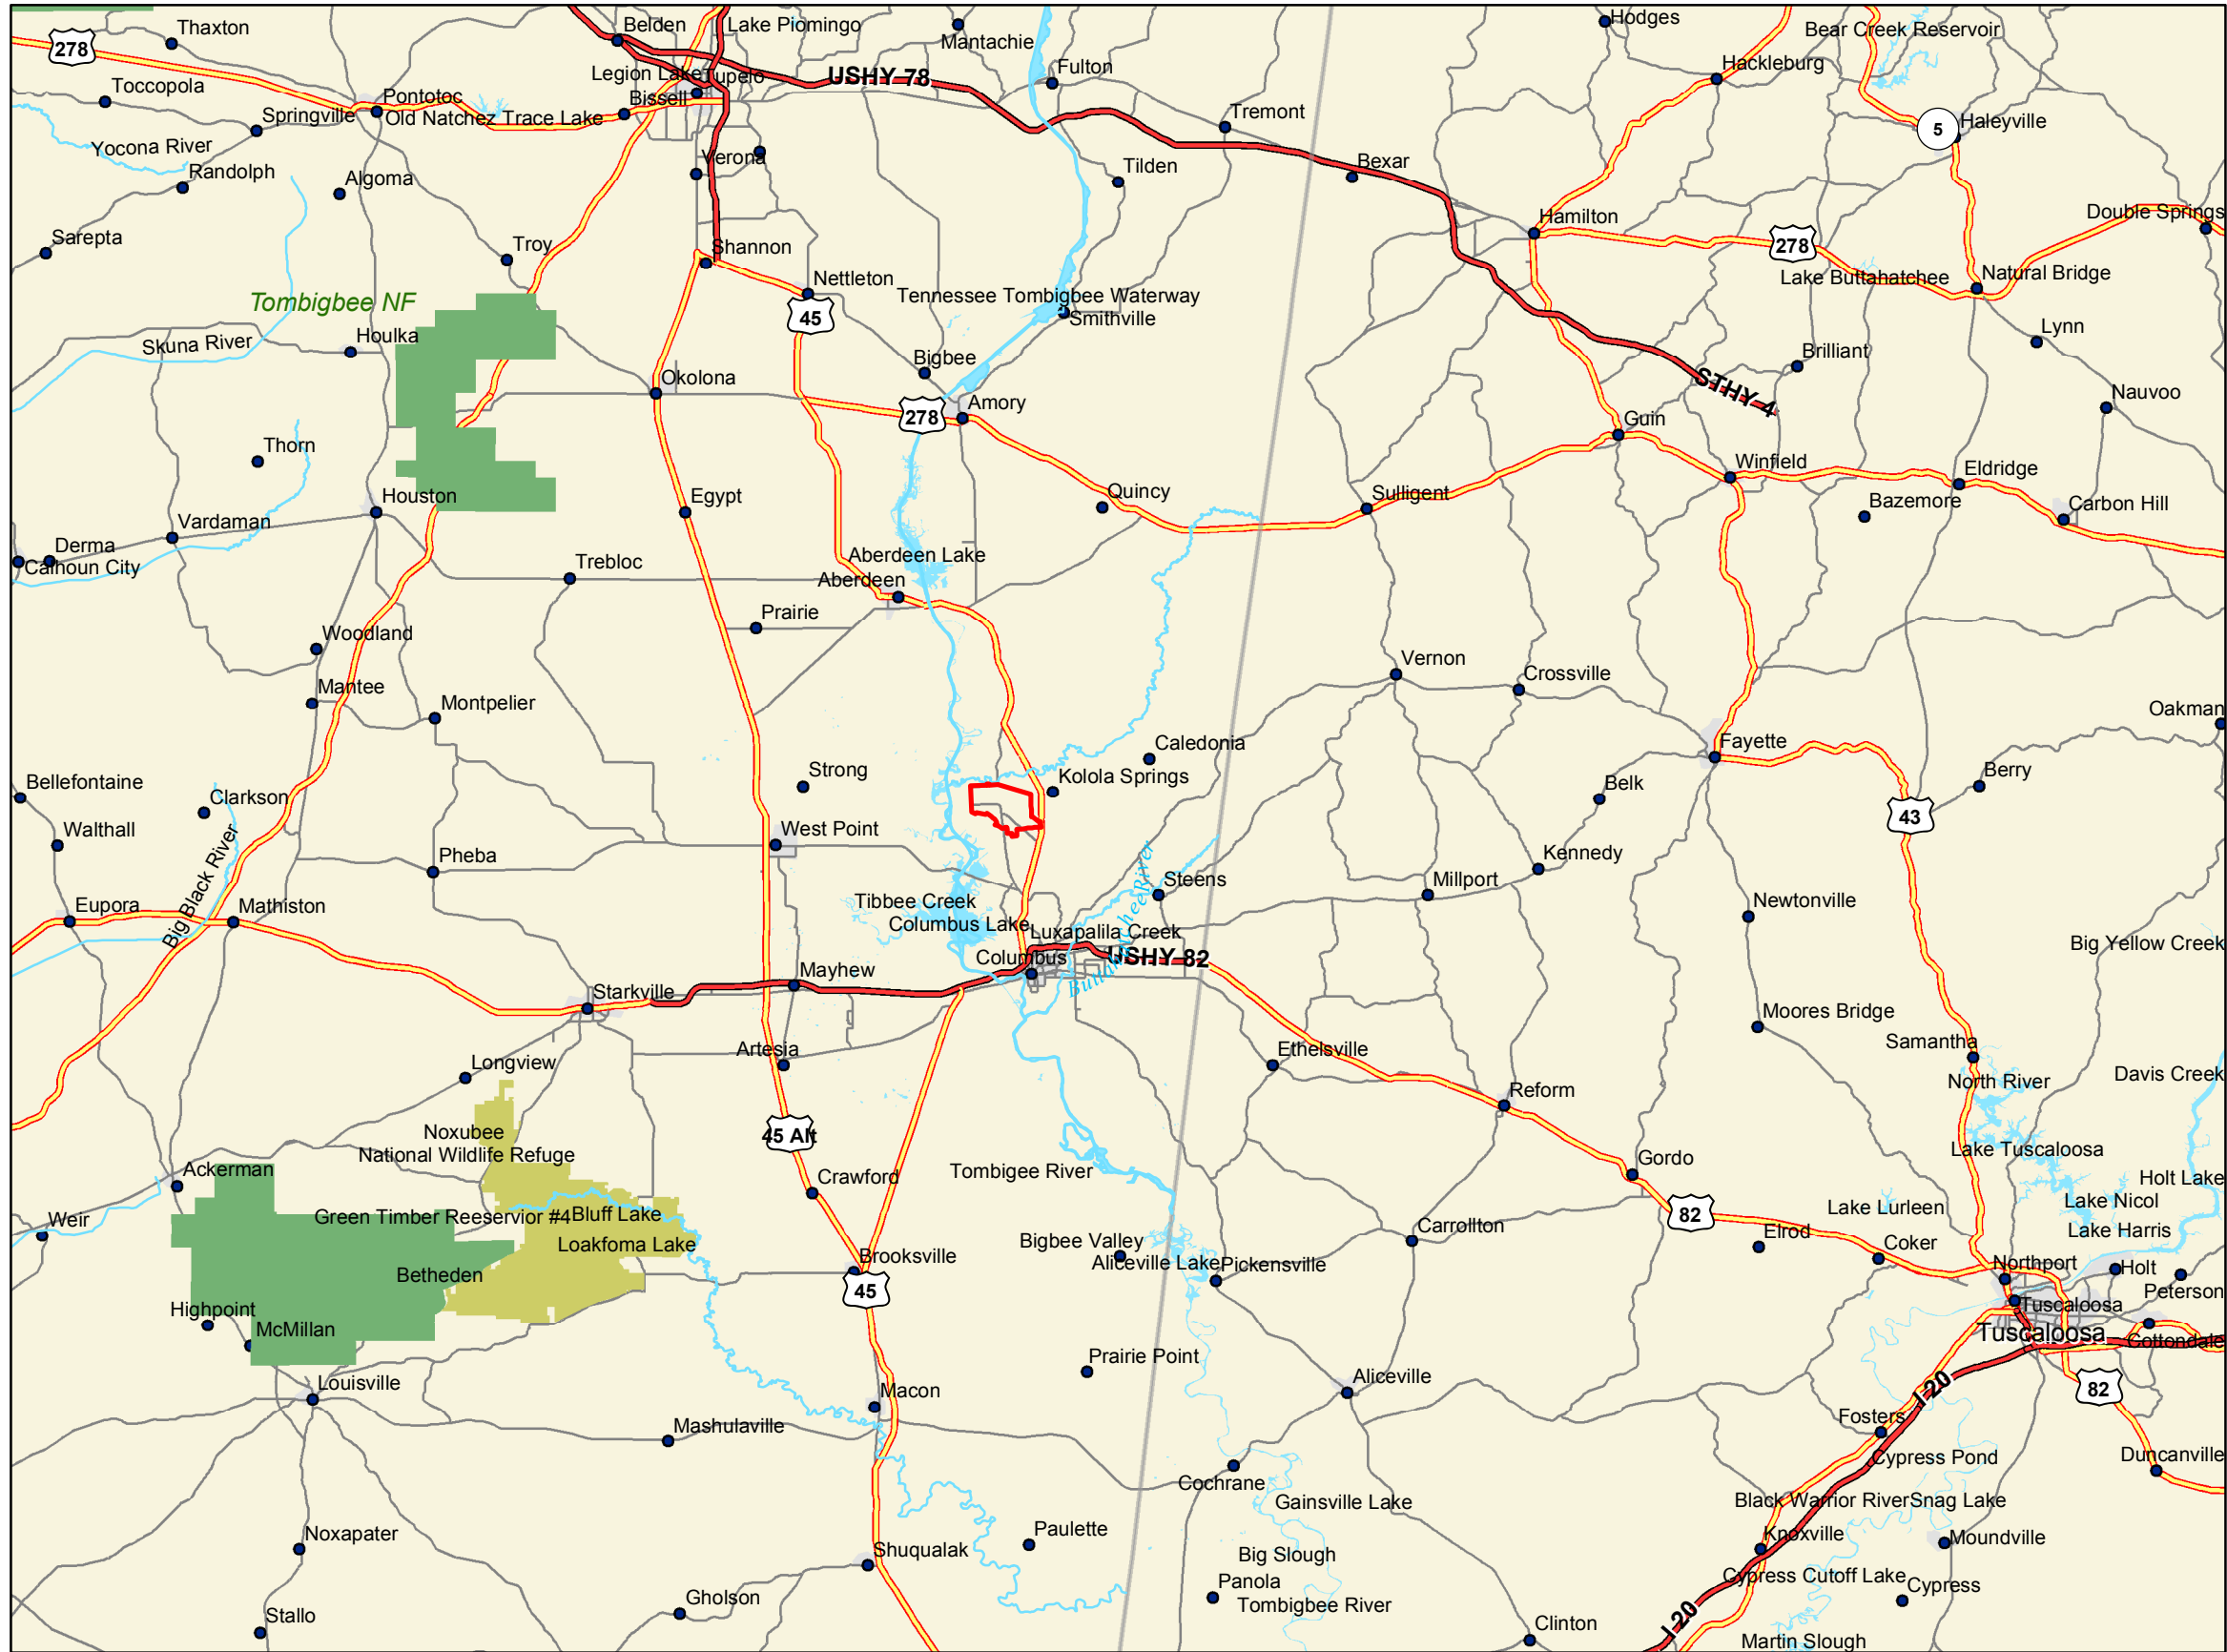 Thaxton
278
Belden
Lake Piomingo
Mantachie
Hodges
Bear Creek Reservoir
Hackleburg
Toccopola
Pontotoc
Legion Lake
Tupelo
USHY 78
Fulton
Springville
Old Natchez Trace Lake
Bissell
Tremont
5
Haleyville
Yocona River
Randolph
Algoma
Verona
Tilden
Bexar
Sarepta
Troy
Shannon
Hamilton
278
Double Springs
Tombigbee NF
Nettleton
45
Tennessee Tombigbee Waterway
Smithville
Lake Buttahatchee
Natural Bridge
Skuna River
Houlka
Bigbee
Brilliant
Lynn
Okolona
278
Amory
STHY 4
Nauvoo
Thorn
Guin
Houston
Egypt
Quincy
Sulligent
Winfield
Eldridge
Bazemore
Carbon Hill
Vardaman
Derma
Calhoun City
Trebloc
Aberdeen Lake
Aberdeen
Prairie
Woodland
Mantee
Montpelier
Vernon
Crossville
Oakman
Fayette
Caledonia
Kolola Springs
Strong
Bellefontaine
Clarkson
Belk
Berry
43
Walthall
West Point
Pheba
Big Black River
Kennedy
Millport
Steens
Eupora
Mathiston
Tibbee Creek
Columbus Lake
Luxapalila Creek
Newtonville
Columbus
USHY 82
Big Yellow Creek
Mayhew
Starkville
Moores Bridge
Samantha
Artesia
Ethelsville
Longview
North River
Davis Creek
Reform
45 Alt
Noxubee
National Wildlife Refuge
Lake Tuscaloosa
Ackerman
Crawford
Tombigee River
Gordo
Holt Lake
Lake Nicol
Lake Lurleen
82
Weir
Green Timber Reeservior #4
Bluff Lake
Loakfoma Lake
Carrollton
Elrod
Coker
Lake Harris
Brooksville
Bigbee Valley
Aliceville Lake
Pickensville
Betheden
45
Northport
Holt
Peterson
Highpoint
McMillan
Tuscaloosa
Tuscaloosa
Cottondale
Prairie Point
Louisville
Macon
Aliceville
I 20
82
Mashulaville
Fosters
Cypress Pond
Duncanville
Cochrane
Gainsville Lake
Black Warrior River
Snag Lake
Noxapater
Paulette
Knoxville
Moundville
Shuqualak
Big Slough
Panola
Cypress Cutoff Lake
Cypress
Gholson
Tombigbee River
Stallo
Clinton
I 20
Martin Slough